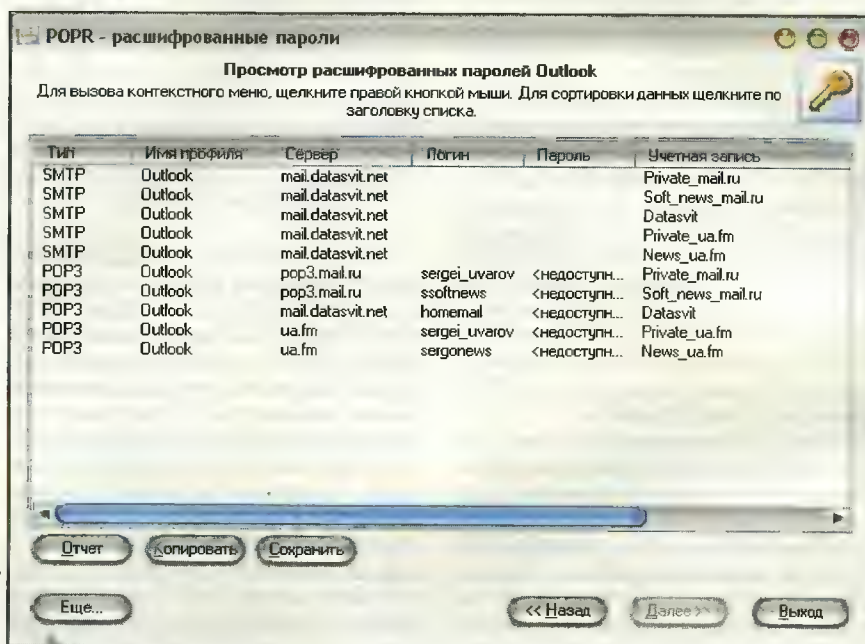 POPR - расшифрованные пароли
Просмотр расшифрованных паролей Outlook
Для вызова контекстного меню, щелкните правой кнопкой мыши. Для сортировки данных щелкните по
заголовку списка.
Тип Имя профиля Сервер Логин Пароль Учетная запись
SMTP Outlook mail.datasvit.net Private_mail.ru
SMTP Outlook mail.datasvit.net Soft_news_mail.ru
SMTP Outlook mail.datasvit.net Datasvit
SMTP Outlook mail.datasvit.net Private_ua.fm
SMTP Outlook mail.datasvit.net News_ua.fm
POP3 Outlook pop3.mail.ru sergei_uvarov <недоступн... Private_mail.ru
POP3 Outlook pop3.mail.ru ssoftnews <недоступн... Soft_news_mail.ru
POP3 Outlook mail.datasvit.net homemail <недоступн... Datasvit
POP3 Outlook ua.fm sergei_uvarov <недоступн... Private_ua.fm
POP3 Outlook ua.fm sergonews <недоступн... News_ua.fm
Отчет Копировать Сохранить
Еще... << Назад Далее >> Выход